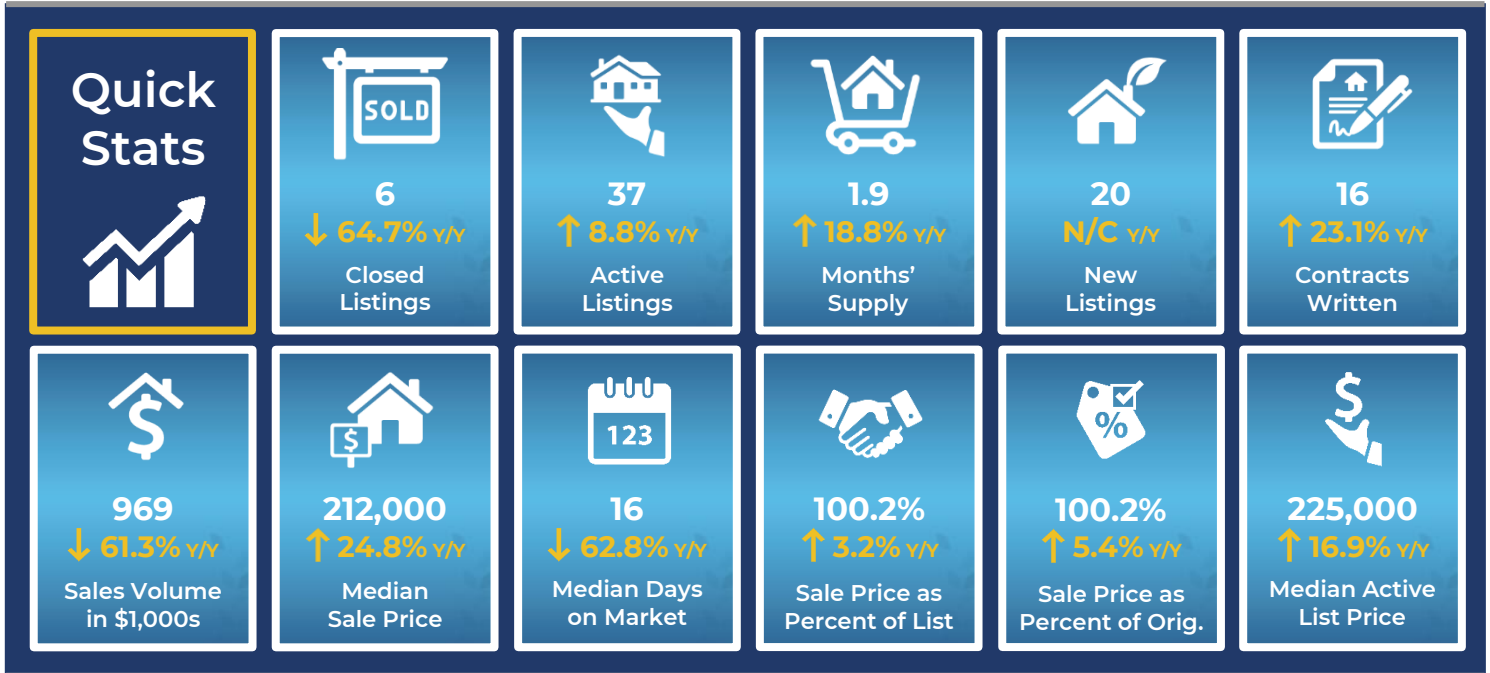 Quick
Stats
SOLD
6
↓ 64.7% Y/Y
Closed
Listings
37
↑ 8.8% Y/Y
Active
Listings
1.9
↑ 18.8% Y/Y
Months’
Supply
20
N/C Y/Y
New
Listings
16
↑ 23.1% Y/Y
Contracts
Written
$
969
↓ 61.3% Y/Y
Sales Volume
in $1,000s
$
212,000
↑ 24.8% Y/Y
Median
Sale Price
123
16
↓ 62.8% Y/Y
Median Days
on Market
100.2%
↑ 3.2% Y/Y
Sale Price as
Percent of List
%
100.2%
↑ 5.4% Y/Y
Sale Price as
Percent of Orig.
$
225,000
↑ 16.9% Y/Y
Median Active
List Price